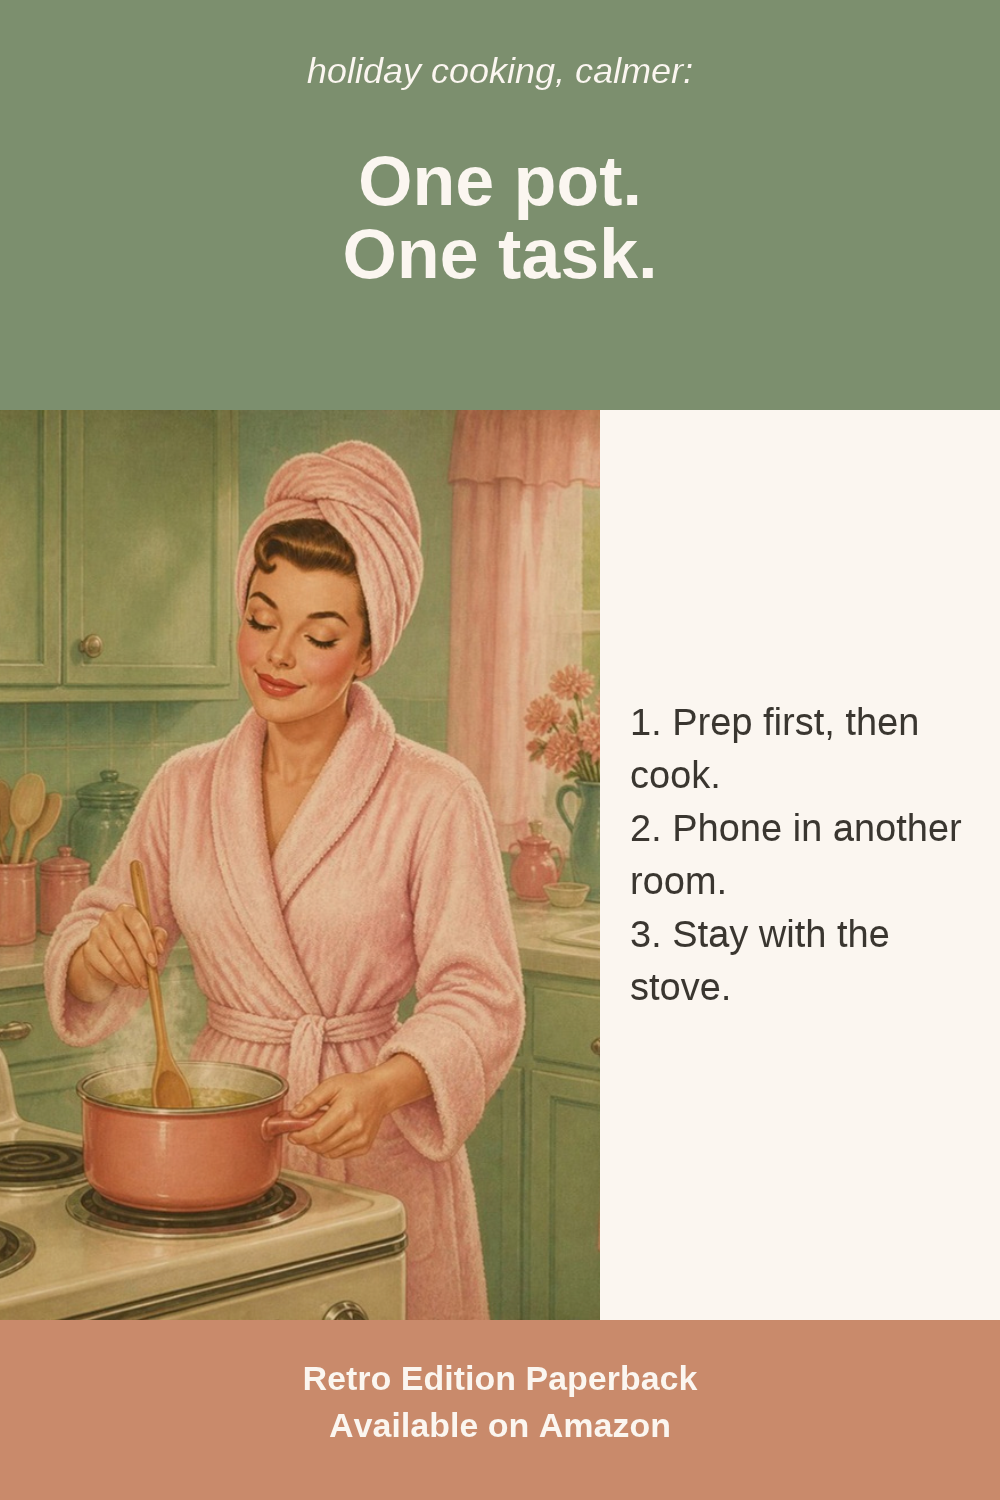 holiday cooking, calmer:
One pot.
One task.
1. Prep first, then
cook.
2. Phone in another
room.
3. Stay with the
stove.
Retro Edition Paperback
Available on Amazon